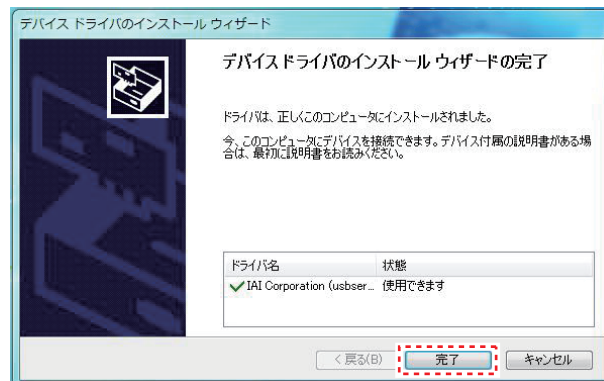 デバイス ドライバのインストール ウィザード
デバイス ドライバのインストール ウィザードの完了
ドライバは、正しくこのコンピュータにインストールされました。
今、このコンピュータにデバイスを接続できます。デバイス付属の説明書がある場
合は、最初に説明書をお読みください。
ドライバ名 状態
IAI Corporation (usbser... 使用できます
< 戻る(B) 完了 キャンセル